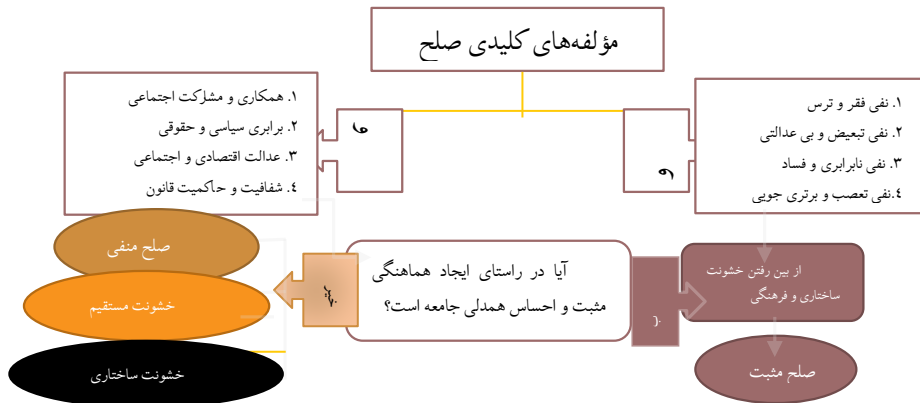 مؤلفه‌های کلیدی صلح
۱. نفی فقر و ترس
۲. نفی تبعیض و بی عدالتی
۳. نفی نابرابری و فساد
٤.نفی تعصب و برتری جویی
و
و
۱. همکاری و مشارکت اجتماعی
۲. برابری سیاسی و حقوقی
۳. عدالت اقتصادی و اجتماعی
٤. شفافیت و حاکمیت قانون
از بین رفتن خشونت
ساختاری و فرهنگی
صلح مثبت
آیا در راستای ایجاد هماهنگی
مثبت و احساس همدلی جامعه است؟
خیر
صلح منفی
خشونت مستقیم
خشونت ساختاری